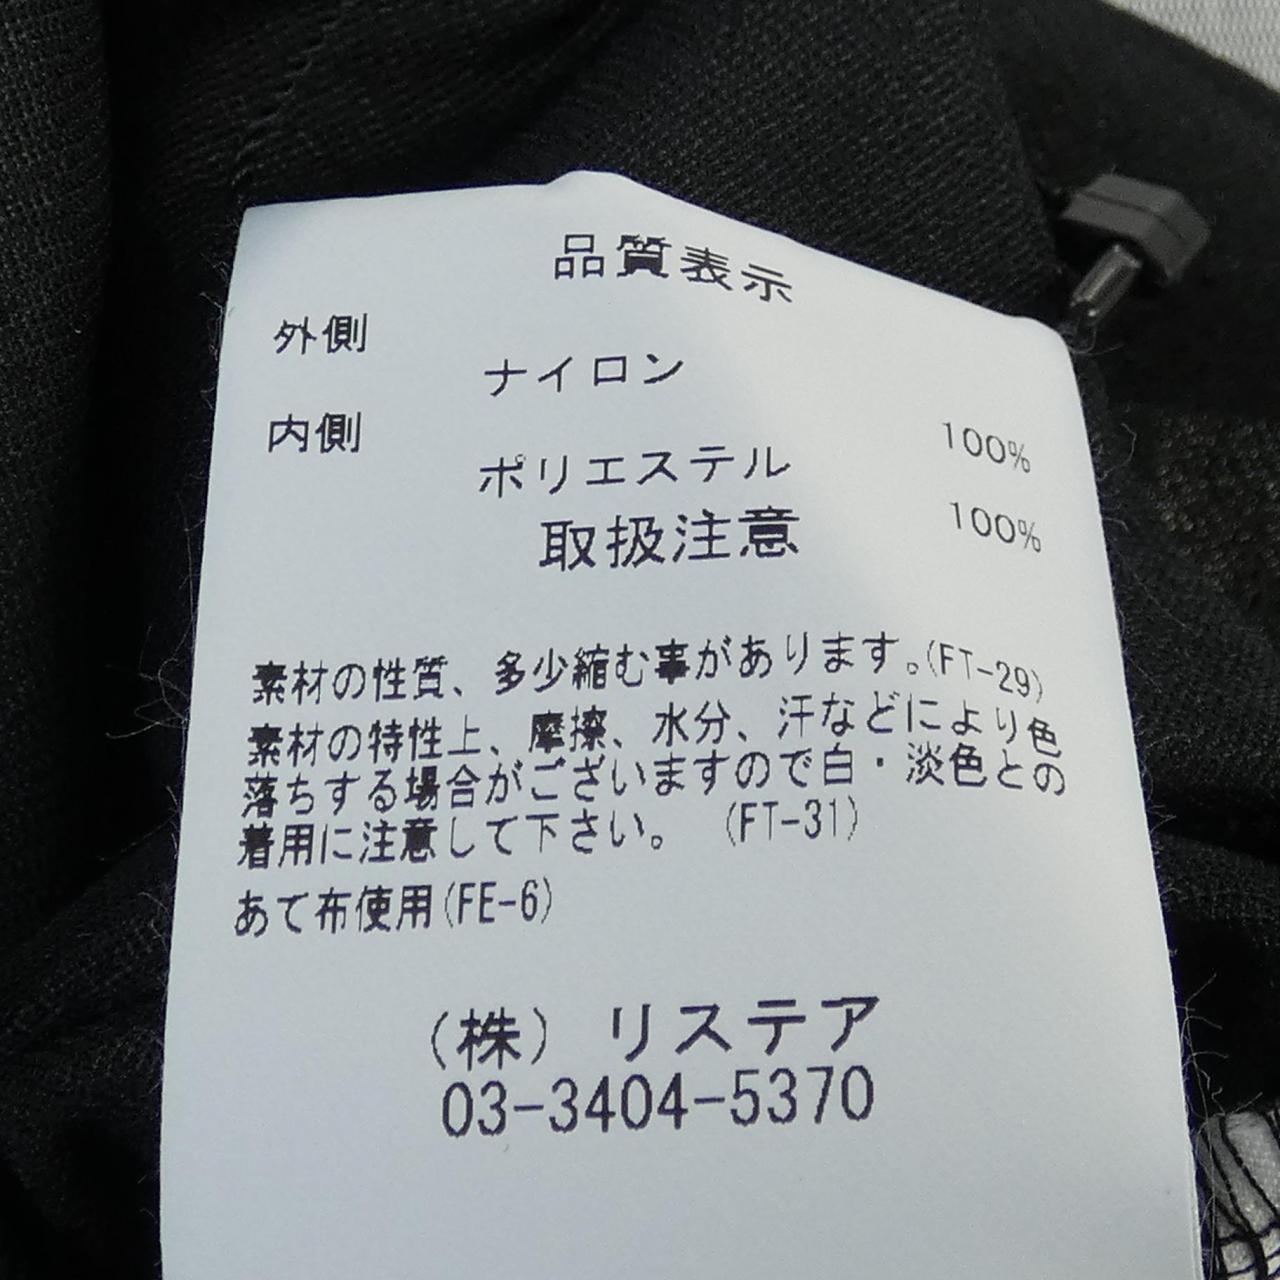 品質表示
外側
ナイロン 100%
内側
ポリエステル 100%
取扱注意
素材の性質、多少縮む事があります。(FT-29)
素材の特性上、摩擦、水分、汗などにより色
落ちする場合がございますので白・淡色との
着用に注意して下さい。 (FT-31)
あて布使用(FE-6)
(株) リステア
03-3404-5370